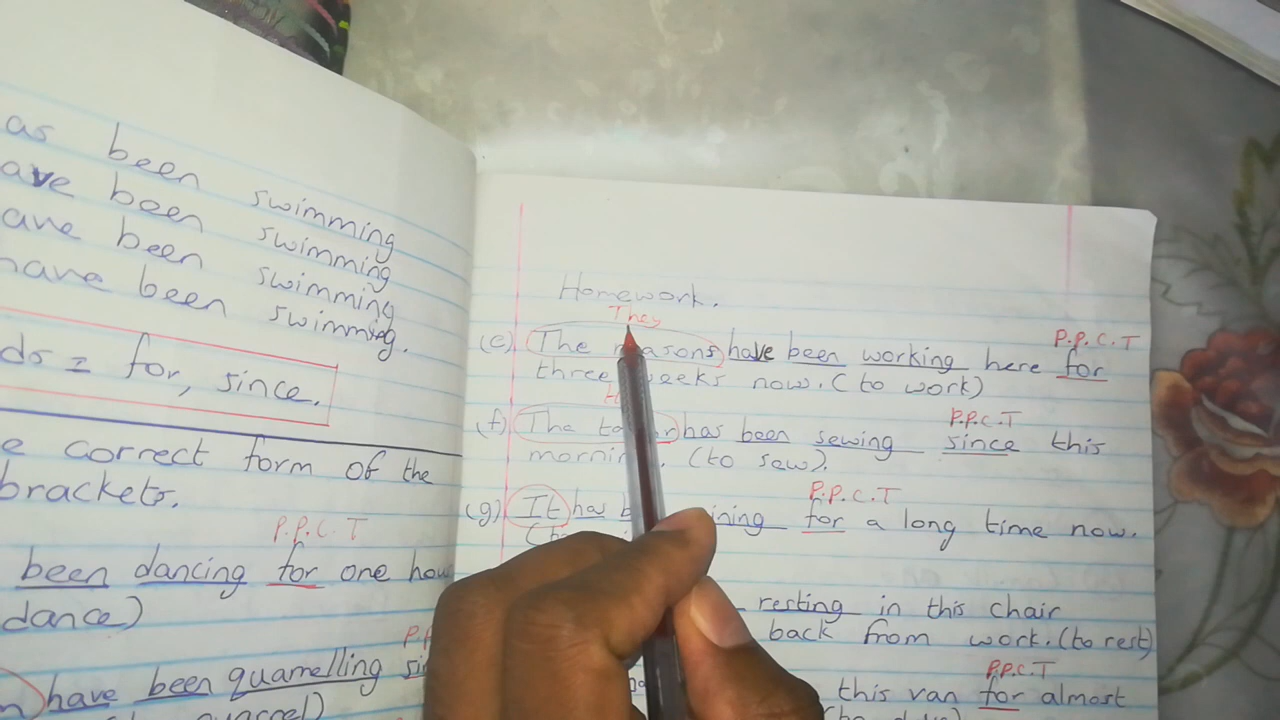 as been swimming
ave been swimming
ave been swimming
have been swimming.
ds = for, since.
e correct form of the
brackets.
P.P.C.T
been dancing for one hou
dance)
have been quarrelling
Homework.
They
(e) The masons have been working here for
P.P.C.T
three weeks now. (to work)
P.P.C.T
(f) The has been sewing since this
morning. (to sew).
P.P.C.T
(g) It has for a long time now.
resting in this chair
back from work. (to rest)
P.P.C.T
this van for almost